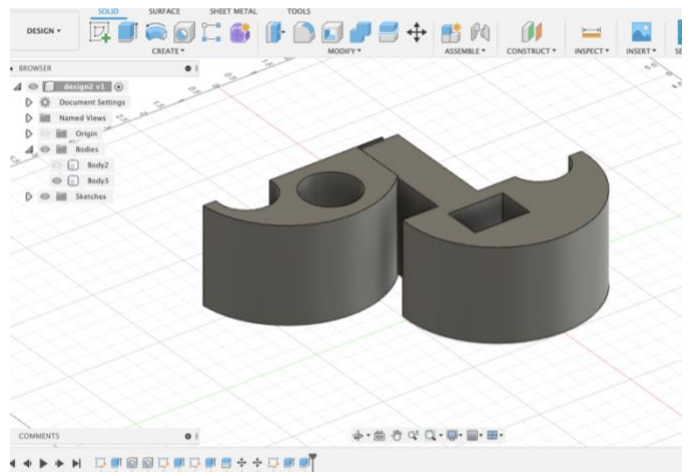 SOLID SURFACE SHEET METAL TOOLS
DESIGN
CREATE MODIFY ASSEMBLE CONSTRUCT INSPECT INSERT
BROWSER
design2 v1
Document Settings
Named Views
Origin
Bodies
Body2
Body3
Sketches
COMMENTS